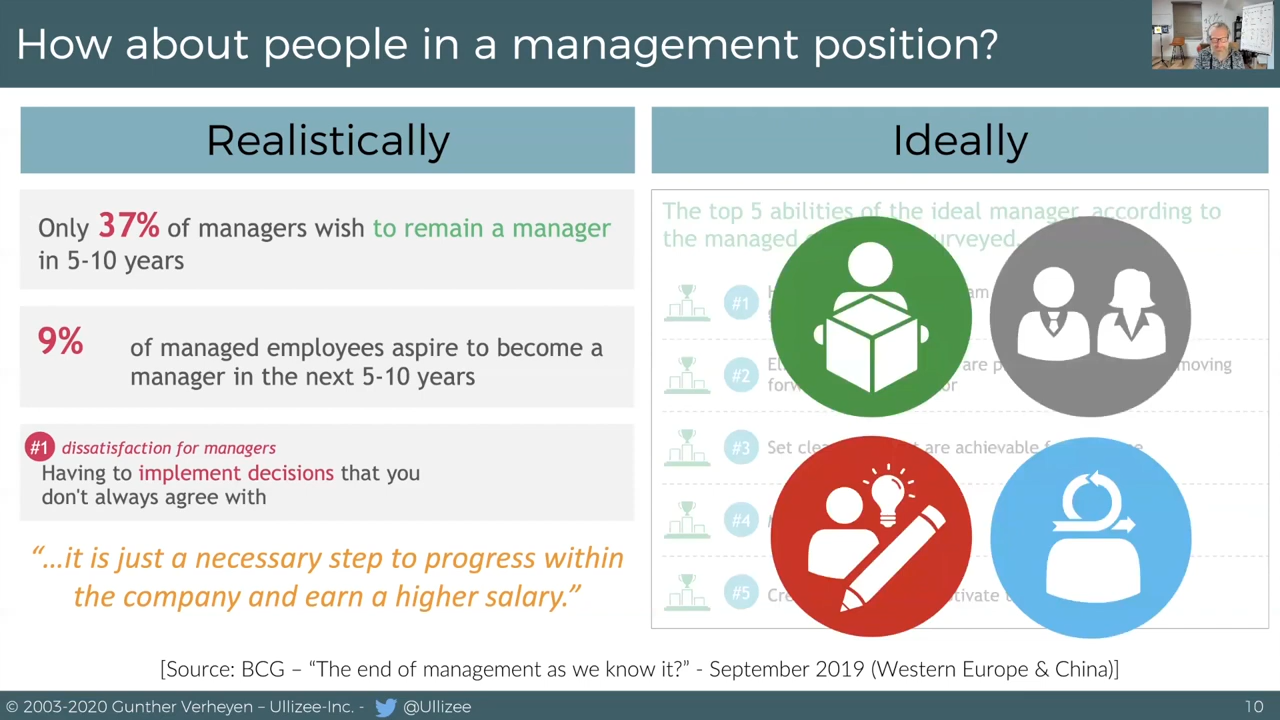 How about people in a management position?
Realistically
Only 37% of managers wish to remain a manager
in 5-10 years
9%
of managed employees aspire to become a
manager in the next 5-10 years
#1 dissatisfaction for managers
Having to implement decisions that you
don't always agree with
“...it is just a necessary step to progress within
the company and earn a higher salary.”
Ideally
The top 5 abilities of the ideal manager, according to
the managed
#1
#2
are
moving
#3 Set
are achievable
#4
#5
[Source: BCG – “The end of management as we know it?” - September 2019 (Western Europe & China)]
© 2003-2020 Gunther Verheyen – Ullizee-Inc. - @Ullizee
10